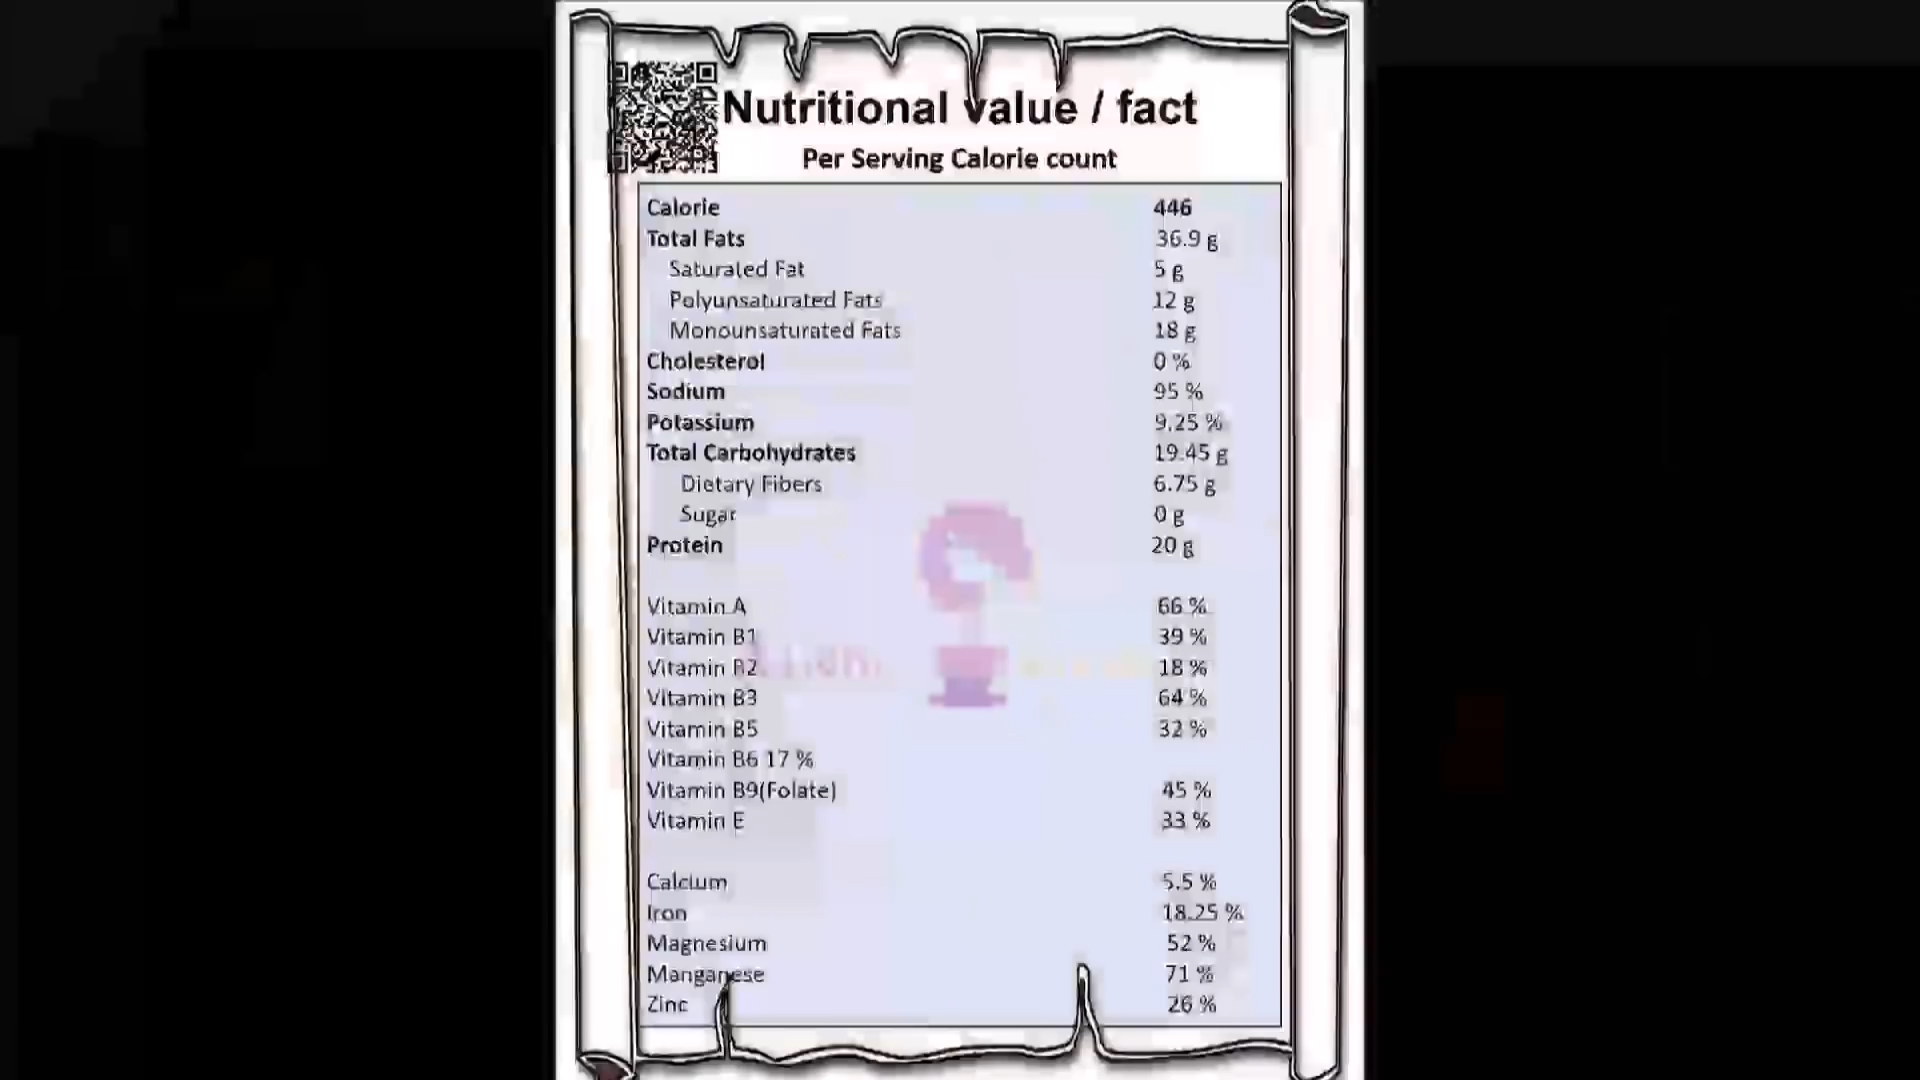 Nutritional value / fact
Per Serving Calorie count
Calorie 446
Total Fats 36.9 g
Saturated Fat 5 g
Polyunsaturated Fats 12 g
Monounsaturated Fats 18 g
Cholesterol 0 %
Sodium 95 %
Potassium 9.25 %
Total Carbohydrates 19.45 g
Dietary Fibers 6.75 g
Sugar 0 g
Protein 20 g
Vitamin A 66 %
Vitamin B1 39 %
Vitamin B2 18 %
Vitamin B3 64 %
Vitamin B5 32 %
Vitamin B6 17 %
Vitamin B9(Folate) 45 %
Vitamin E 33 %
Calcium 5.5 %
Iron 18.25 %
Magnesium 52 %
Manganese 71 %
Zinc 26 %